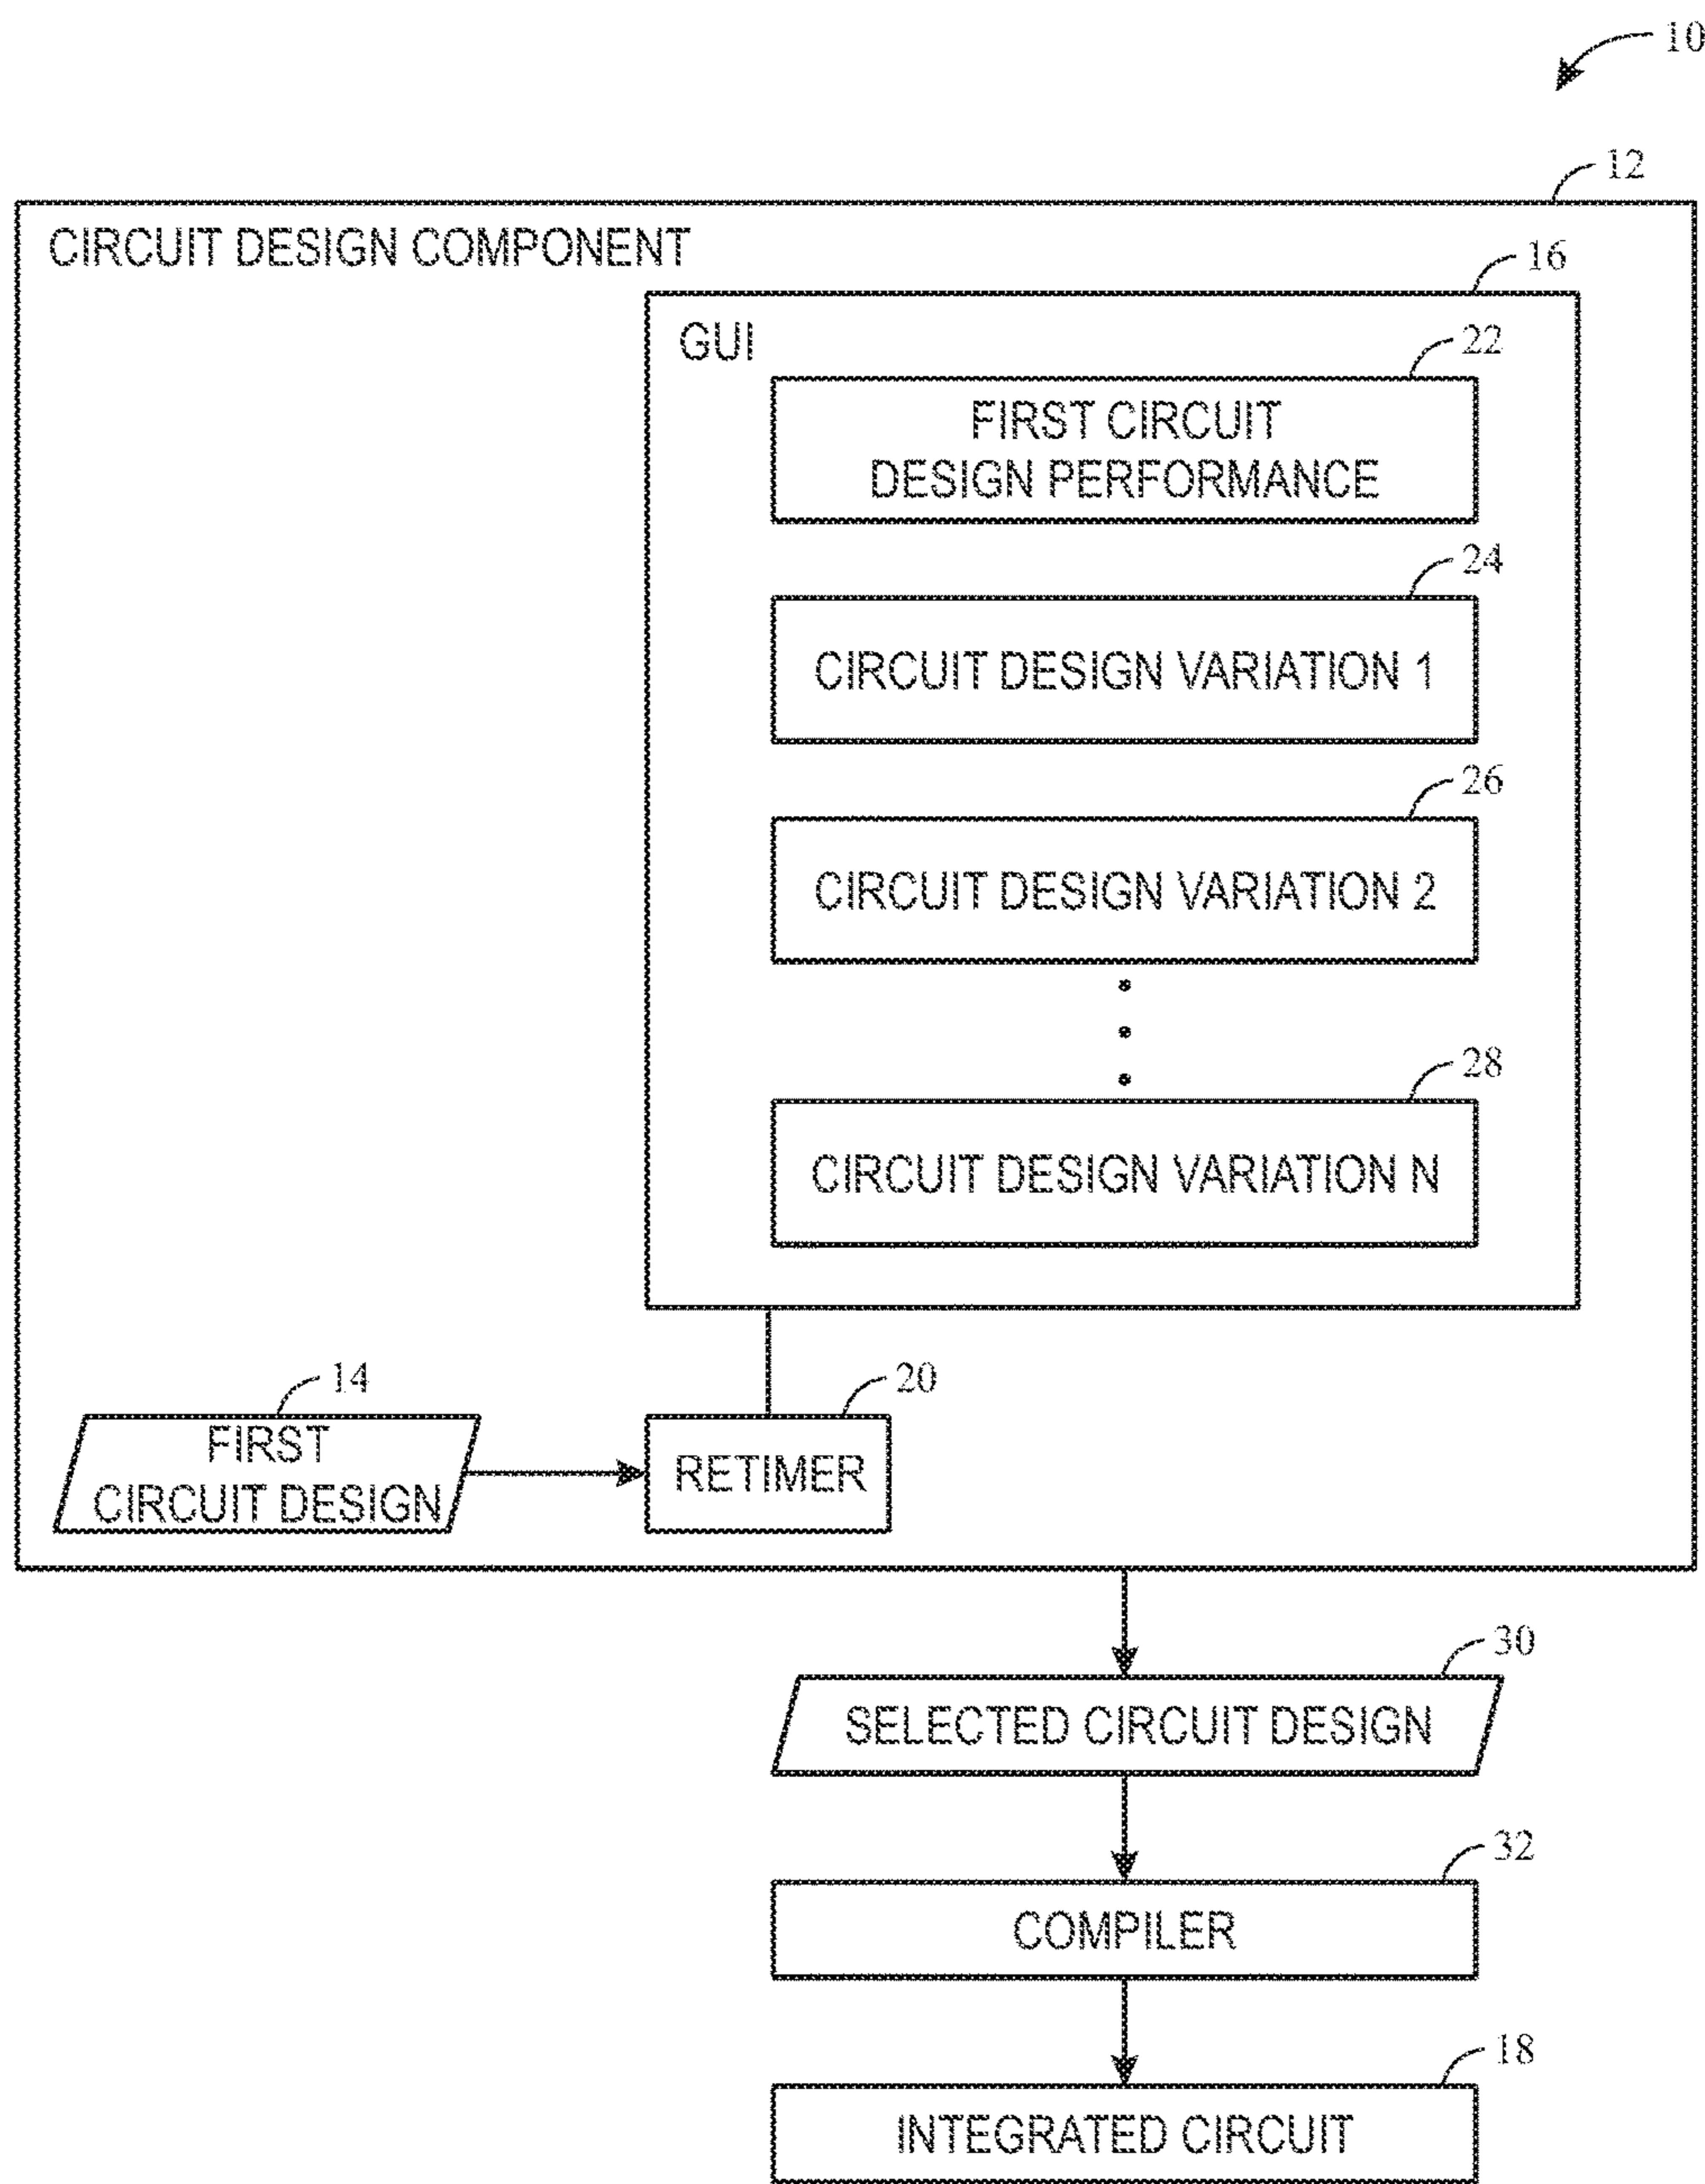 10
12
CIRCUIT DESIGN COMPONENT
16
GUI
22
FIRST CIRCUIT
DESIGN PERFORMANCE
24
CIRCUIT DESIGN VARIATION 1
26
CIRCUIT DESIGN VARIATION 2
28
CIRCUIT DESIGN VARIATION N
14
FIRST
CIRCUIT DESIGN
20
RETIMER
30
SELECTED CIRCUIT DESIGN
32
COMPILER
18
INTEGRATED CIRCUIT